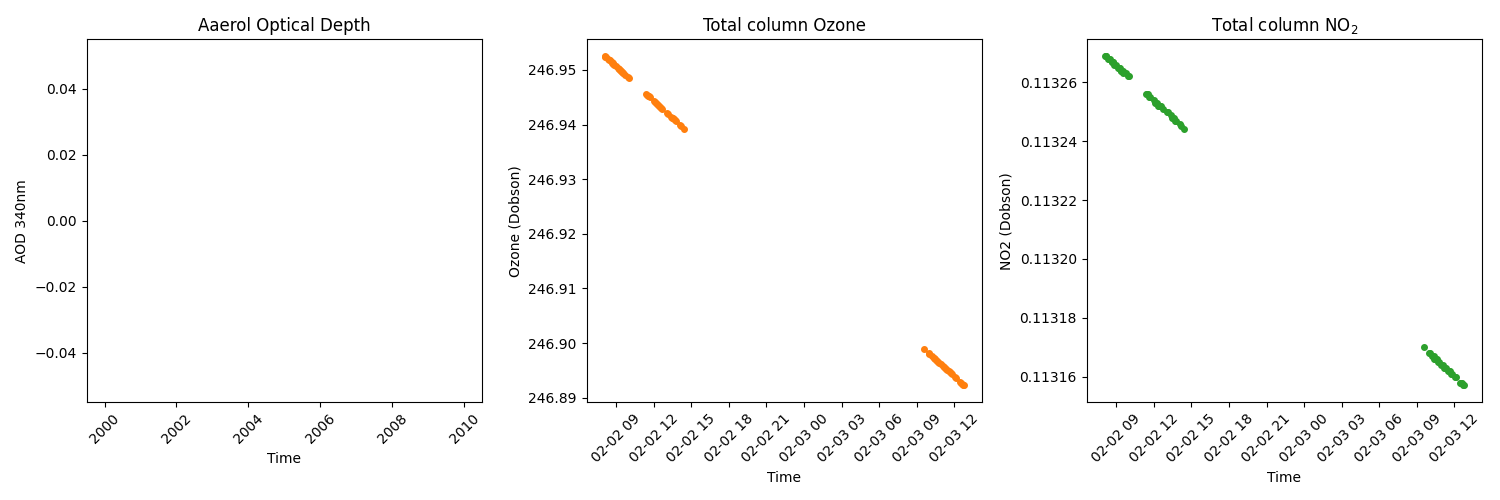 Aaerol Optical Depth
AOD 340nm
0.04
0.02
0.00
−0.02
−0.04
2000 2002 2004 2006 2008 2010
Time
Total column Ozone
Ozone (Dobson)
246.95
246.94
246.93
246.92
246.91
246.90
246.89
02-02 09 02-02 12 02-02 15 02-02 18 02-02 21 02-03 00 02-03 03 02-03 06 02-03 09 02-03 12
Time
Total column NO₂
NO2 (Dobson)
0.11326
0.11324
0.11322
0.11320
0.11318
0.11316
02-02 09 02-02 12 02-02 15 02-02 18 02-02 21 02-03 00 02-03 03 02-03 06 02-03 09 02-03 12
Time